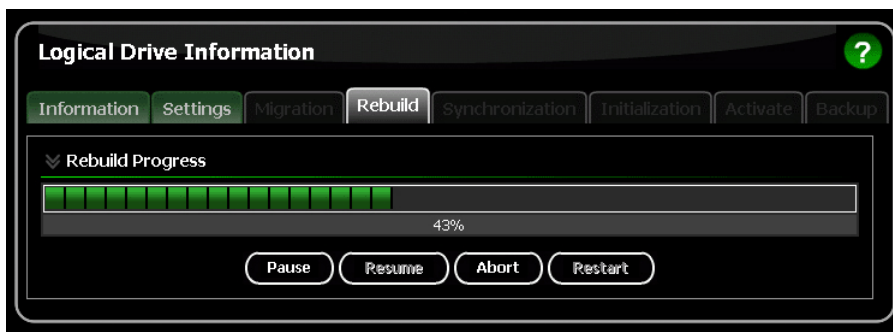 Logical Drive Information
?
Information Settings Migration Rebuild Synchronization Initialization Activate Backup
Rebuild Progress
43%
Pause Resume Abort Restart